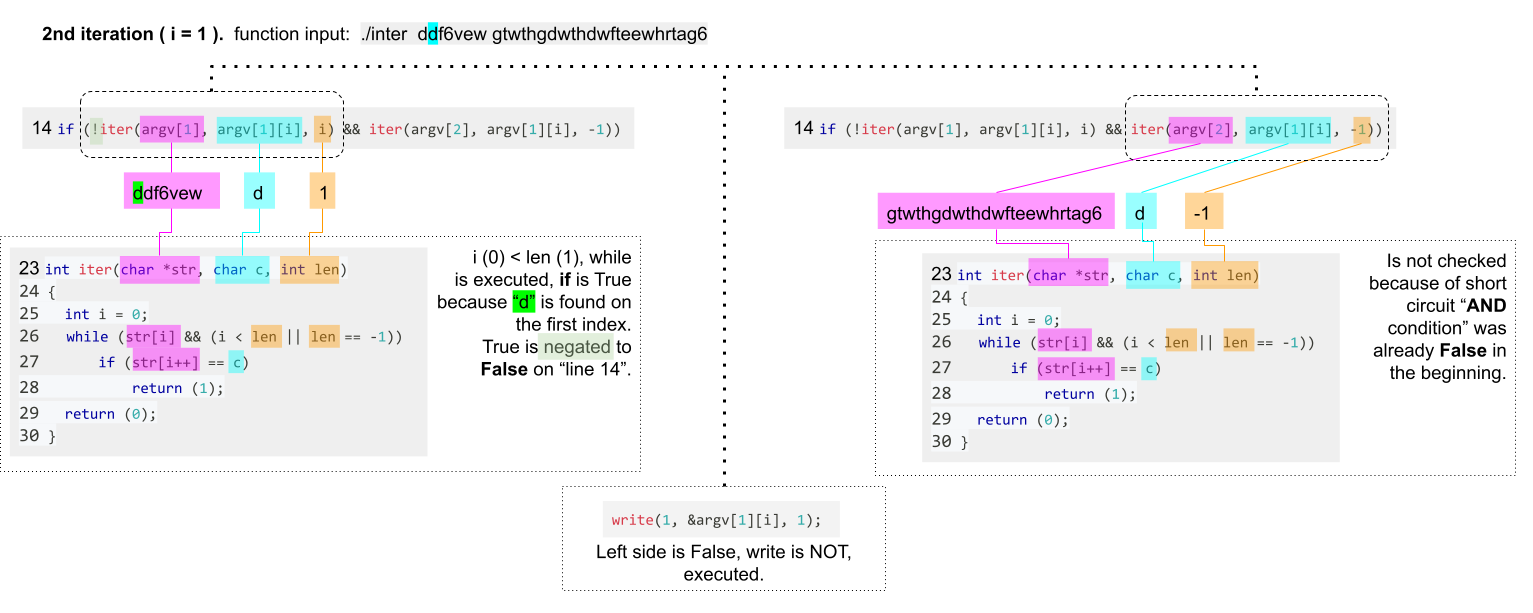 2nd iteration ( i = 1 ).  function input:  ./inter  ddf6vew gtwthgdwthdwfteewhrtag6
14 if (!iter(argv[1], argv[1][i], i) && iter(argv[2], argv[1][i], -1))
ddf6vew
d
1
23 int iter(char *str, char c, int len)
24 {
25   int i = 0;
26   while (str[i] && (i < len || len == -1))
27       if (str[i++] == c)
28           return (1);
29   return (0);
30 }
i (0) < len (1), while
is executed, if is True
because “d” is found on
the first index.
True is negated to
False on “line 14”.
14 if (!iter(argv[1], argv[1][i], i) && iter(argv[2], argv[1][i], -1))
gtwthgdwthdwfteewhrtag6
d
-1
23 int iter(char *str, char c, int len)
24 {
25   int i = 0;
26   while (str[i] && (i < len || len == -1))
27       if (str[i++] == c)
28           return (1);
29   return (0);
30 }
Is not checked
because of short
circuit “AND
condition” was
already False in
the beginning.
write(1, &argv[1][i], 1);
Left side is False, write is NOT,
executed.